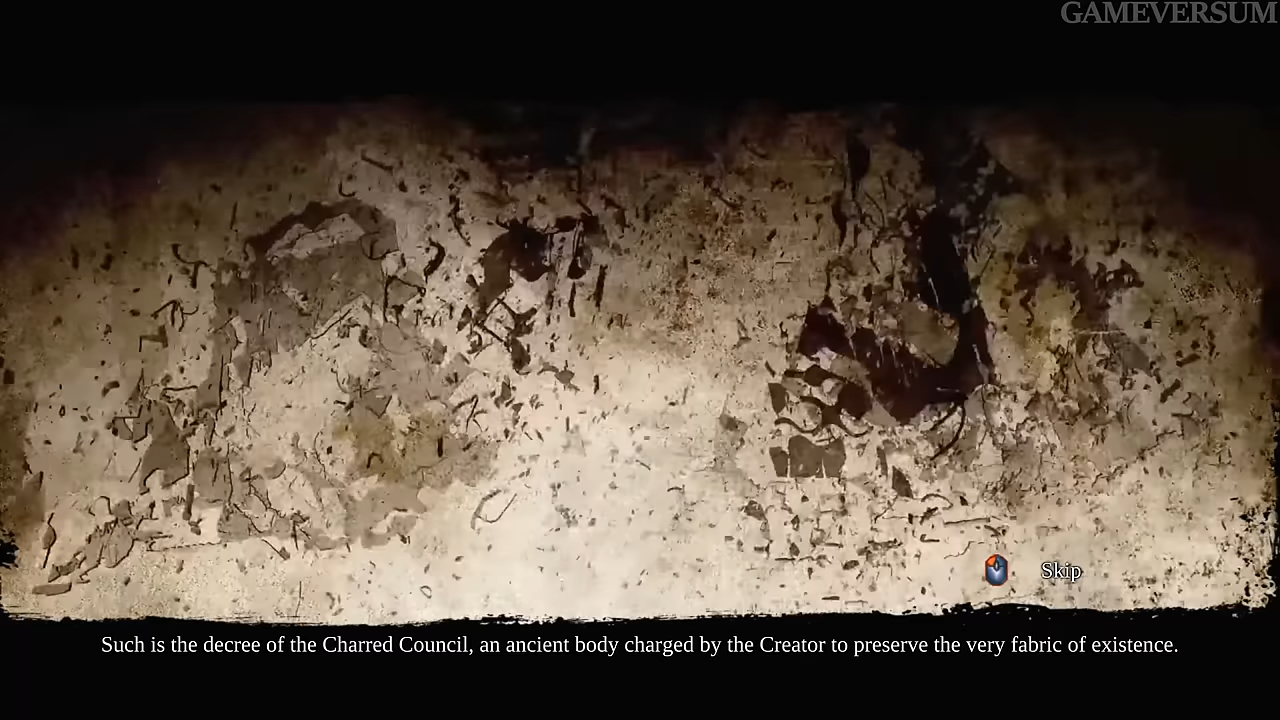 GAMEVERSUM
Skip
Such is the decree of the Charred Council, an ancient body charged by the Creator to preserve the very fabric of existence.